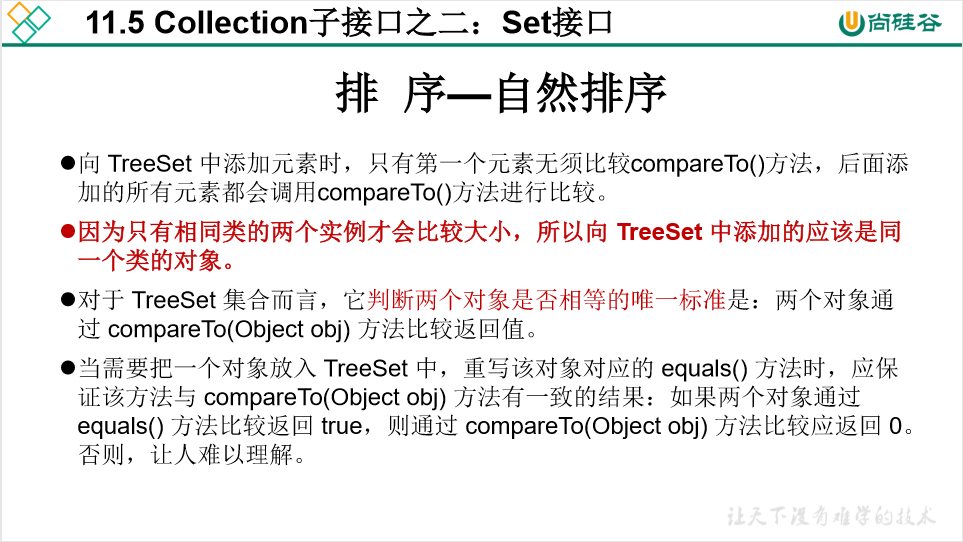 11.5 Collection子接口之二：Set接口
尚硅谷
排 序—自然排序
●向 TreeSet 中添加元素时，只有第一个元素无须比较compareTo()方法，后面添
加的所有元素都会调用compareTo()方法进行比较。
●因为只有相同类的两个实例才会比较大小，所以向 TreeSet 中添加的应该是同
一个类的对象。
●对于 TreeSet 集合而言，它判断两个对象是否相等的唯一标准是：两个对象通
过 compareTo(Object obj) 方法比较返回值。
●当需要把一个对象放入 TreeSet 中，重写该对象对应的 equals() 方法时，应保
证该方法与 compareTo(Object obj) 方法有一致的结果：如果两个对象通过
equals() 方法比较返回 true，则通过 compareTo(Object obj) 方法比较应返回 0。
否则，让人难以理解。
让天下没有难学的技术